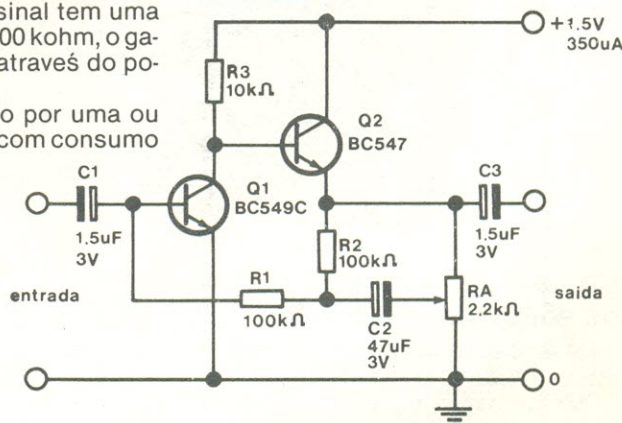 sinal tem uma
00 kohm, o ga-
através do po-
o por uma ou
com consumo
+1.5V
350uA
R3
10kΩ
Q2
BC547
C1
1.5uF
3V
Q1
BC549C
C3
1.5uF
3V
R2
100kΩ
R1
100kΩ
C2
47uF
3V
RA
2.2kΩ
entrada
saida
0